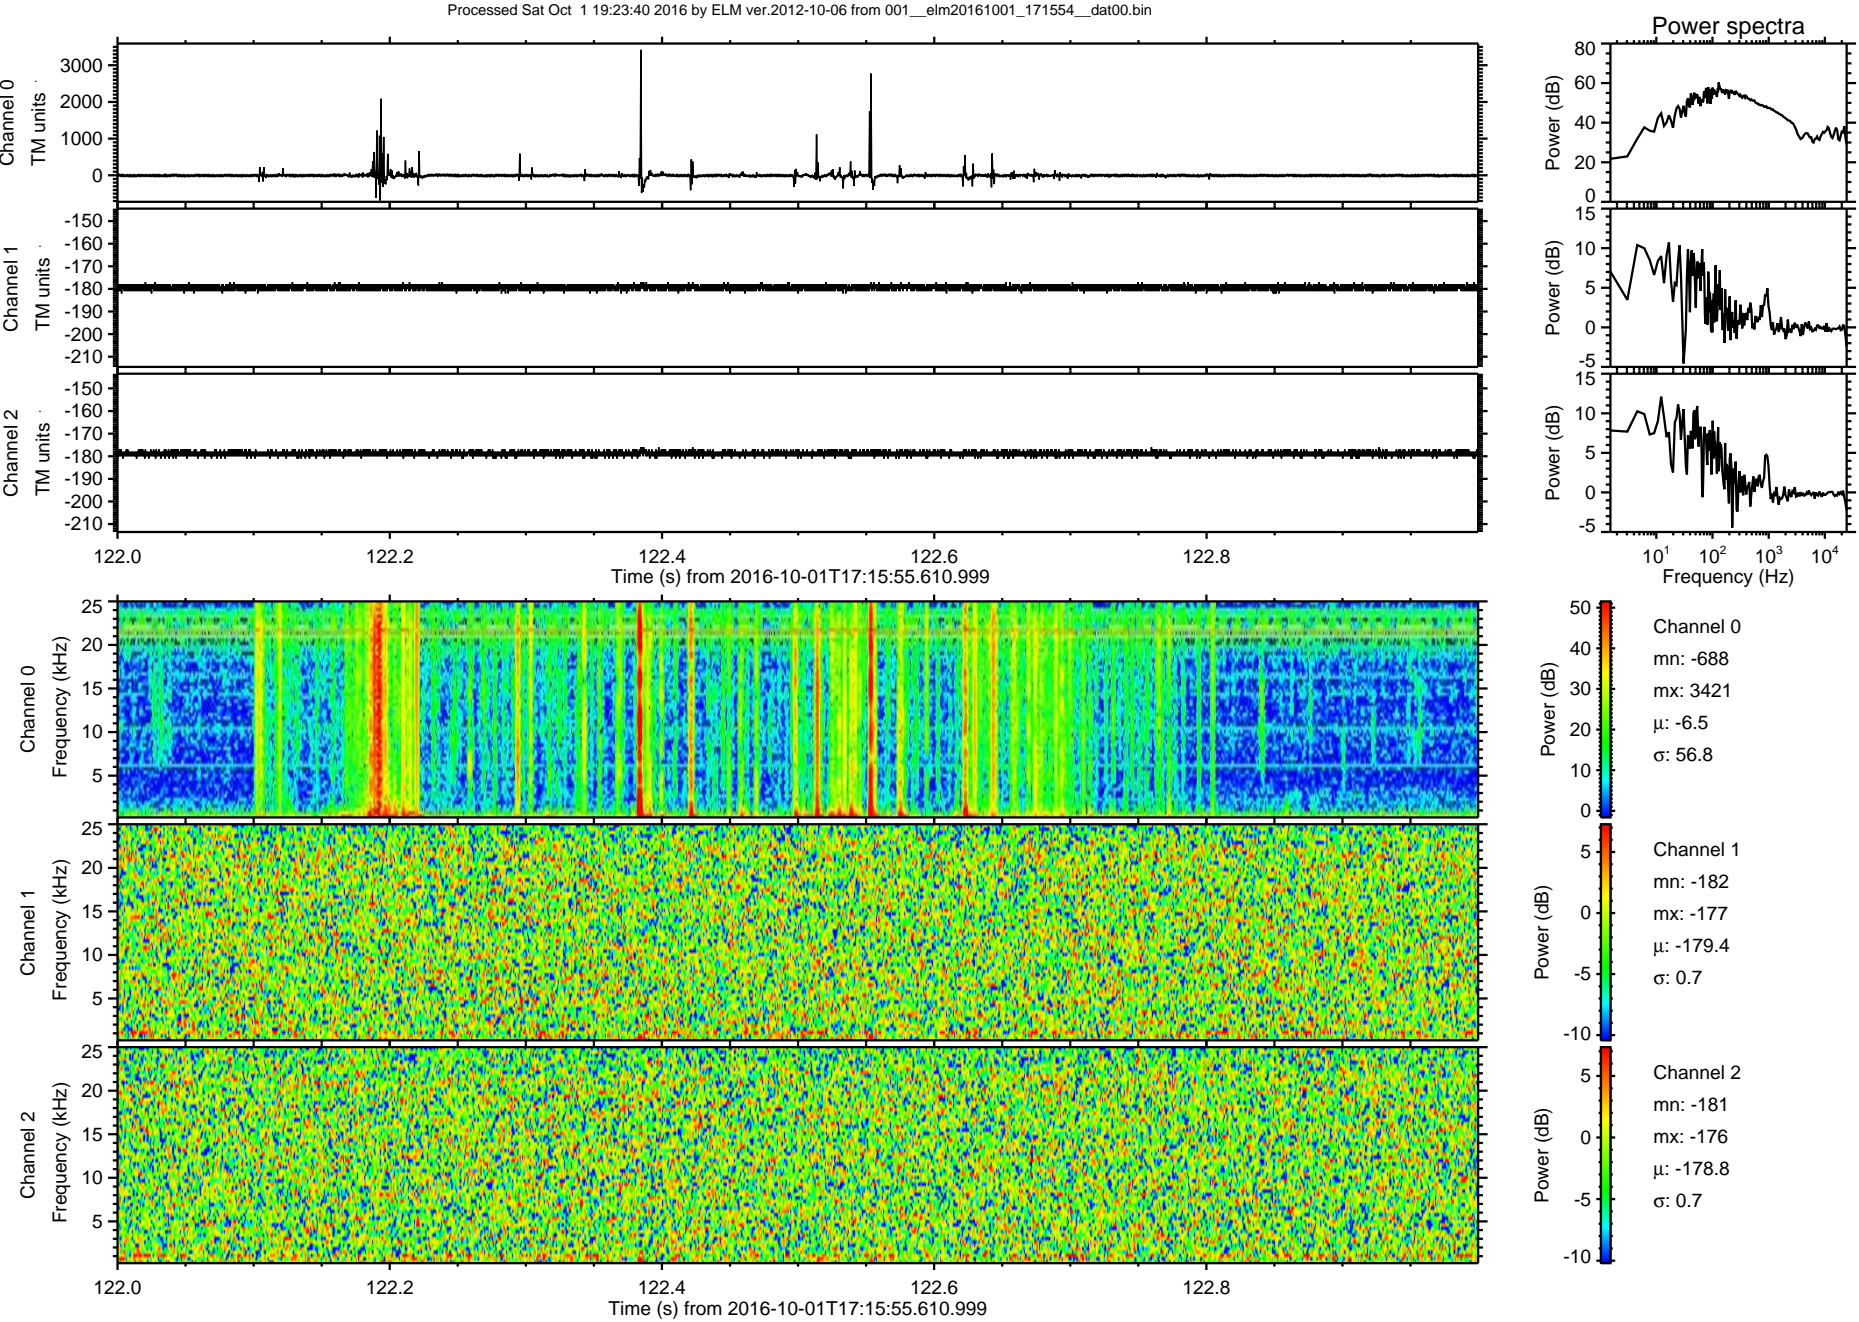 Processed Sat Oct  1 19:23:40 2016 by ELM ver.2012-10-06 from 001__elm20161001_171554__dat00.bin
Power spectra
Channel 0
TM units
3000
2000
1000
0
Power (dB)
80
60
40
20
0
Channel 1
TM units
-150
-160
-170
-180
-190
-200
-210
Power (dB)
15
10
5
0
-5
Channel 2
TM units
-150
-160
-170
-180
-190
-200
-210
Power (dB)
15
10
5
0
-5
122.0 122.2 122.4 122.6 122.8
Time (s) from 2016-10-01T17:15:55.610.999
10^1 10^2 10^3 10^4
Frequency (Hz)
Channel 0
Frequency (kHz)
25
20
15
10
5
Power (dB)
50
40
30
20
10
0
Channel 0
mn: -688
mx: 3421
μ: -6.5
σ: 56.8
Channel 1
Frequency (kHz)
25
20
15
10
5
Power (dB)
5
0
-5
-10
Channel 1
mn: -182
mx: -177
μ: -179.4
σ: 0.7
Channel 2
Frequency (kHz)
25
20
15
10
5
Power (dB)
5
0
-5
-10
Channel 2
mn: -181
mx: -176
μ: -178.8
σ: 0.7
122.0 122.2 122.4 122.6 122.8
Time (s) from 2016-10-01T17:15:55.610.999